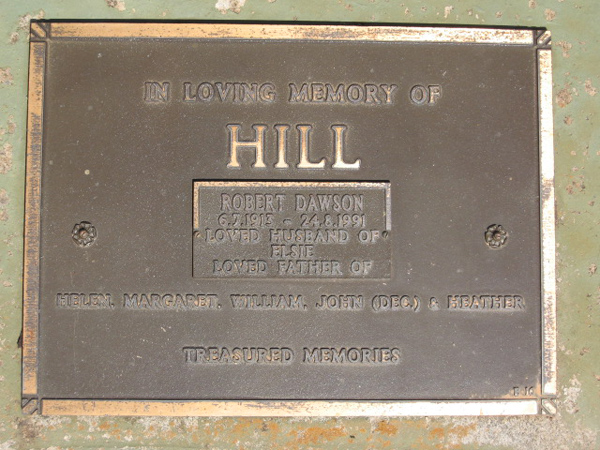 IN LOVING MEMORY OF
HILL
ROBERT DAWSON
6.7.1913 - 24.8.1991
LOVED HUSBAND OF
ELSIE
LOVED FATHER OF
HELEN, MARGARET, WILLIAM, JOHN (DEC.) & HEATHER
TREASURED MEMORIES